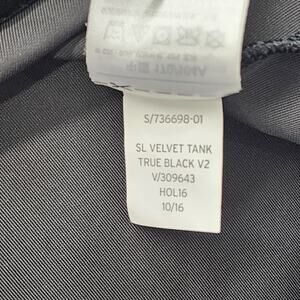 S/736698-01
SL VELVET TANK
TRUE BLACK V2
V/309643
HOL16
10/16